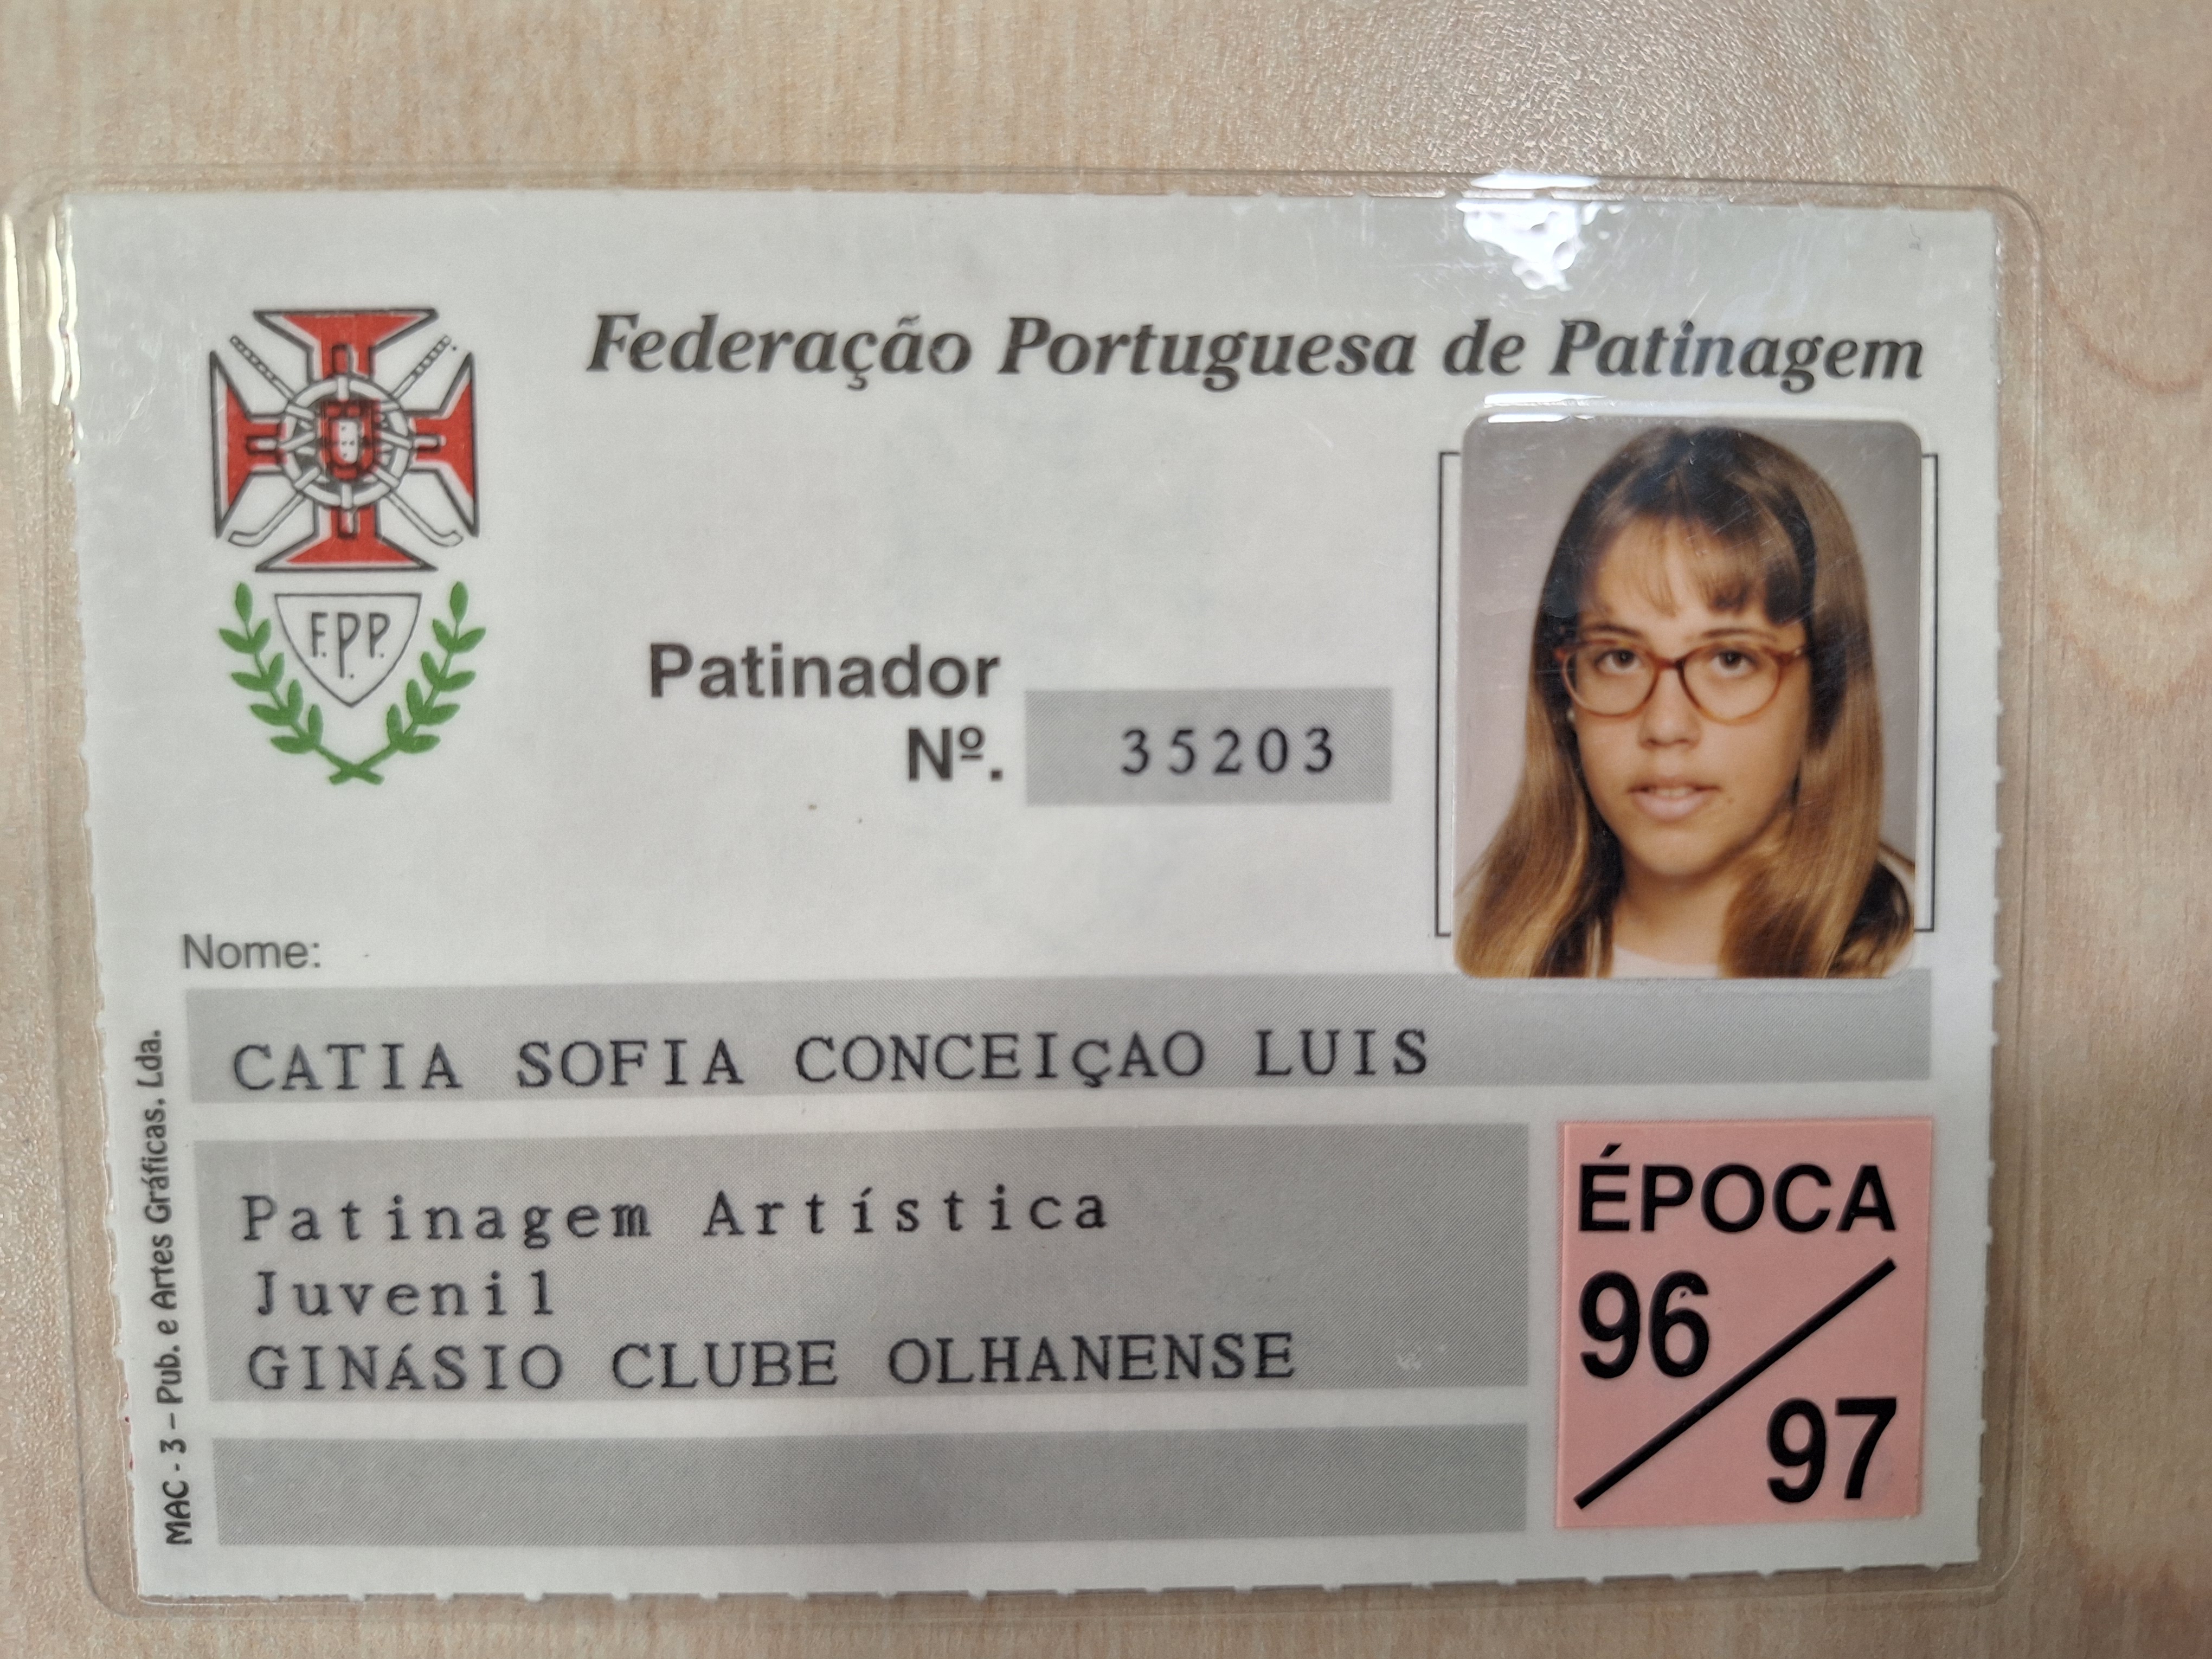 Federação Portuguesa de Patinagem
F.P.P.
Patinador
Nº. 35203
Nome:
CATIA SOFIA CONCEIçAO LUIS
Patinagem Artística
Juvenil
GINÁSIO CLUBE OLHANENSE
ÉPOCA
96
97
MAC - 3 – Pub. e Artes Gráficas. Lda.